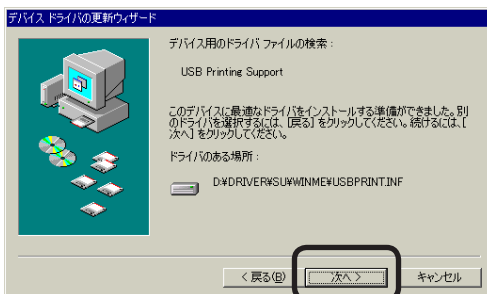 デバイス ドライバの更新ウィザード
デバイス用のドライバ ファイルの検索 :
USB Printing Support
このデバイスに最適なドライバをインストールする準備ができました。別
のドライバを選択するには、[戻る] をクリックしてください。続けるには、[
次へ] をクリックしてください。
ドライバのある場所 :
D:¥DRIVER¥SU¥WINME¥USBPRINT.INF
< 戻る(B)
次へ >
キャンセル